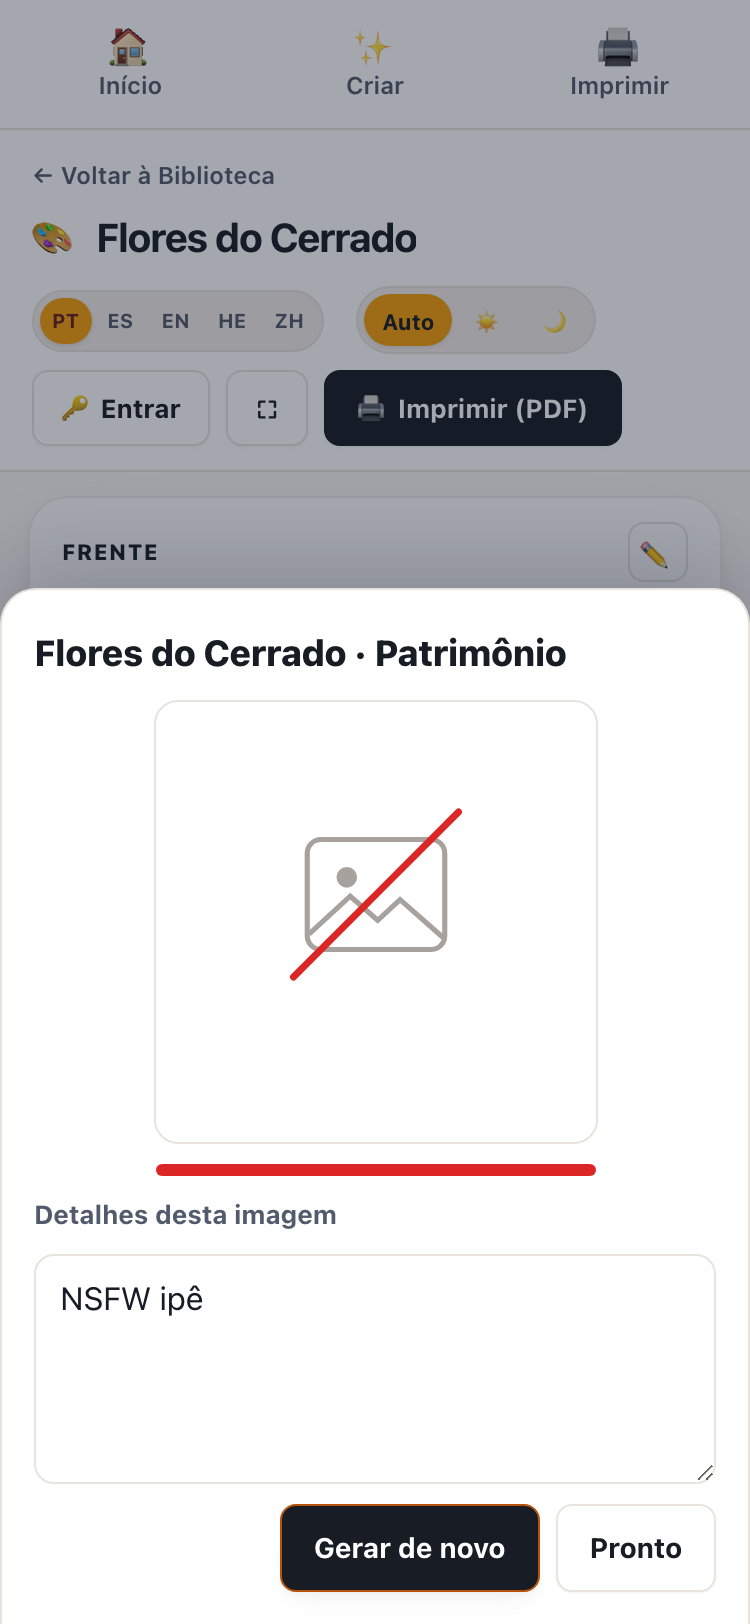 Início
Criar
Imprimir
← Voltar à Biblioteca
Flores do Cerrado
PT ES EN HE ZH
Auto
Entrar
Imprimir (PDF)
FRENTE
Flores do Cerrado · Patrimônio
Detalhes desta imagem
NSFW ipê
Gerar de novo
Pronto